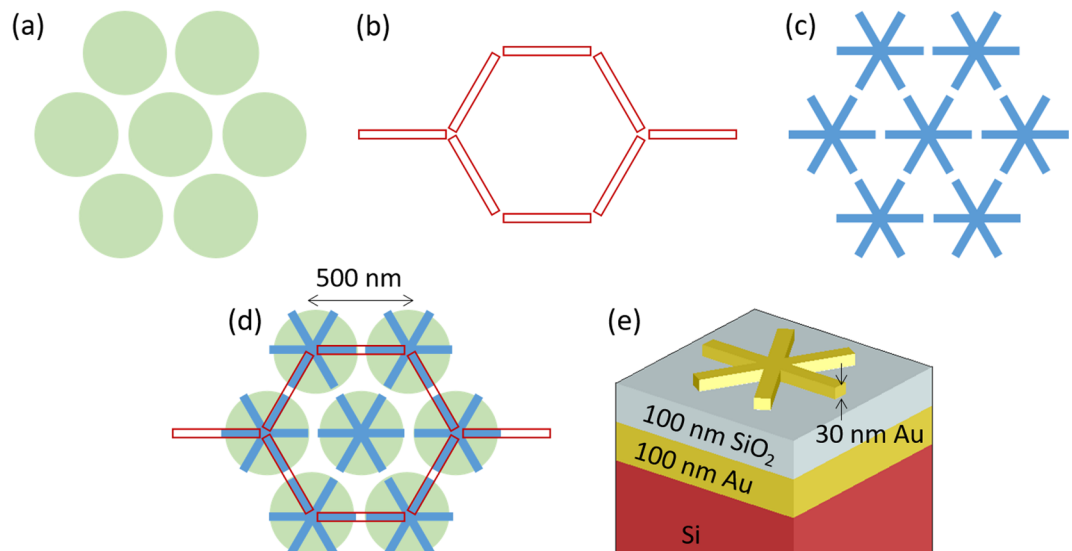 (a)
(b)
(c)
500 nm
(d)
(e)
100 nm SiO₂
30 nm Au
100 nm Au
Si